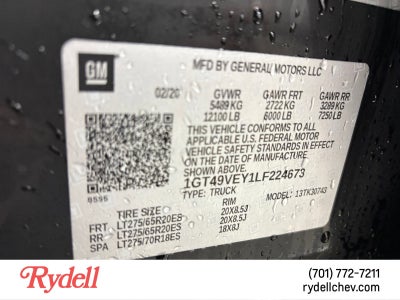 GM
MFD BY GENERAL MOTORS LLC
02/20 GVWR GAWR FRT GAWR RR
5489 KG 2722 KG 3289 KG
12100 LB 6000 LB 7250 LB
THIS VEHICLE CONFORMS TO ALL
APPLICABLE U.S. FEDERAL MOTOR
VEHICLE SAFETY STANDARDS IN EFFECT
ON THE DATE OF MANUFACTURE SHOWN ABOVE.
1GT49VEY1LF224673
8595 TYPE: TRUCK 13TK30743
TIRE SIZE RIM
FRT LT275/65R20ES 20X8.5J
RR LT275/65R20ES 20X8.5J
SPA LT275/70R18ES 18X8J
Rydell
(701) 772-7211
rydellchev.com